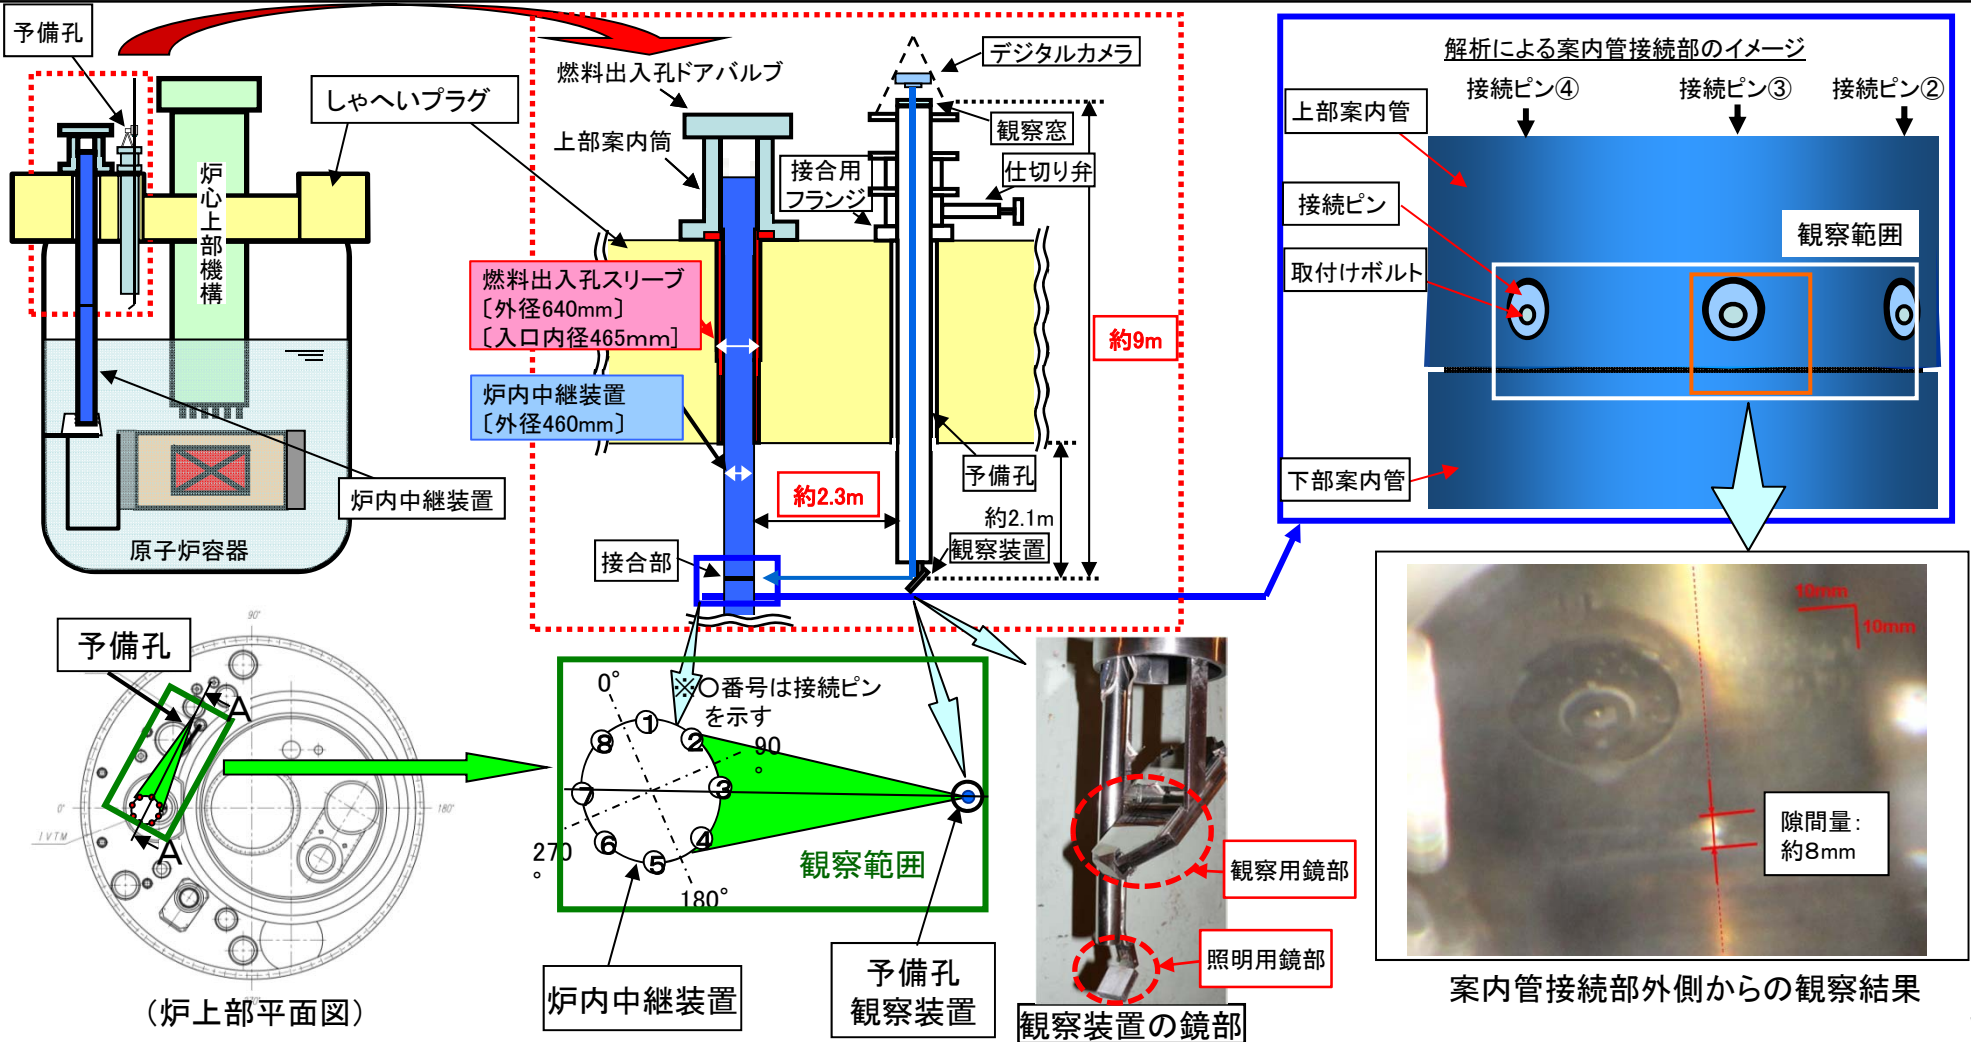 予備孔
炉心上部機構
炉内中継装置
原子炉容器
しゃへいプラグ
燃料出入孔ドアバルブ
上部案内筒
デジタルカメラ
観察窓
接合用
フランジ
仕切り弁
燃料出入孔スリーブ
〔外径640mm〕
〔入口内径465mm〕
炉内中継装置
〔外径460mm〕
約9m
約2.3m
予備孔
約2.1m
観察装置
接合部
解析による案内管接続部のイメージ
接続ピン④
接続ピン③
接続ピン②
上部案内管
接続ピン
取付けボルト
観察範囲
下部案内管
10mm
10mm
隙間量：
約8mm
案内管接続部外側からの観察結果
予備孔
90°
0°
180°
IVTM
A
A
(炉上部平面図)
※○番号は接続ピン
を示す
0°
90
°
180°
270
°
①
②
③
④
⑤
⑥
⑦
⑧
観察範囲
炉内中継装置
予備孔
観察装置
観察用鏡部
照明用鏡部
観察装置の鏡部